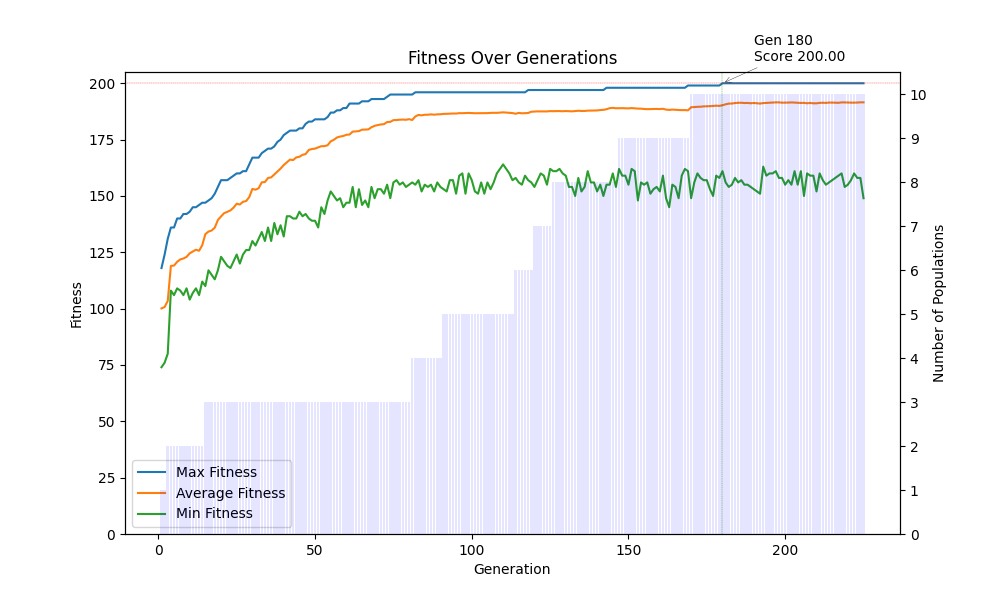 Gen 180
Score 200.00
Fitness Over Generations
200
175
150
125
100
75
50
25
0
Fitness
10
9
8
7
6
5
4
3
2
1
0
Number of Populations
Max Fitness
Average Fitness
Min Fitness
0
50
100
150
200
Generation